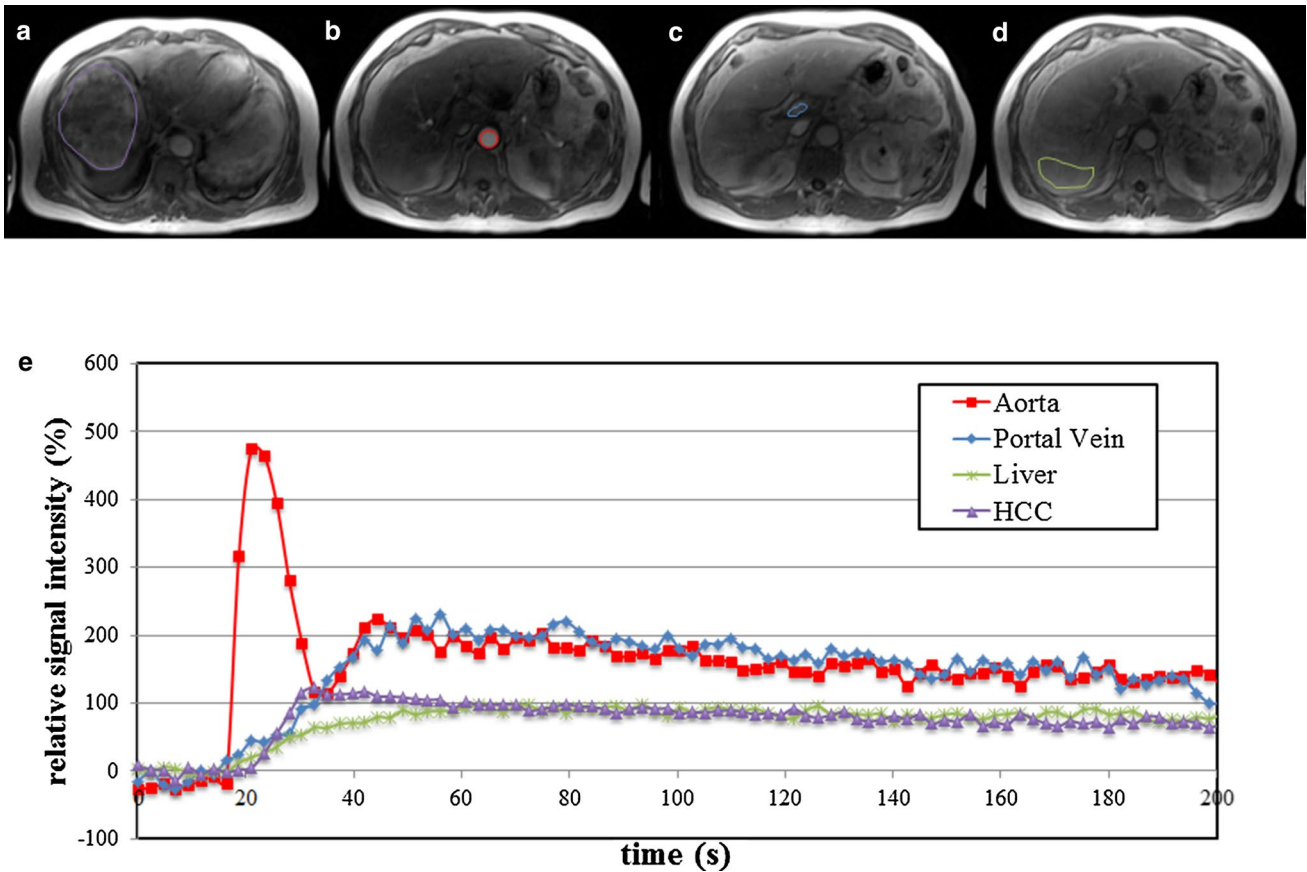 a
b
c
d
e
relative signal intensity (%)
600
500
400
300
200
100
0
-100
0 20 40 60 80 100 120 140 160 180 200
time (s)
Aorta
Portal Vein
Liver
HCC